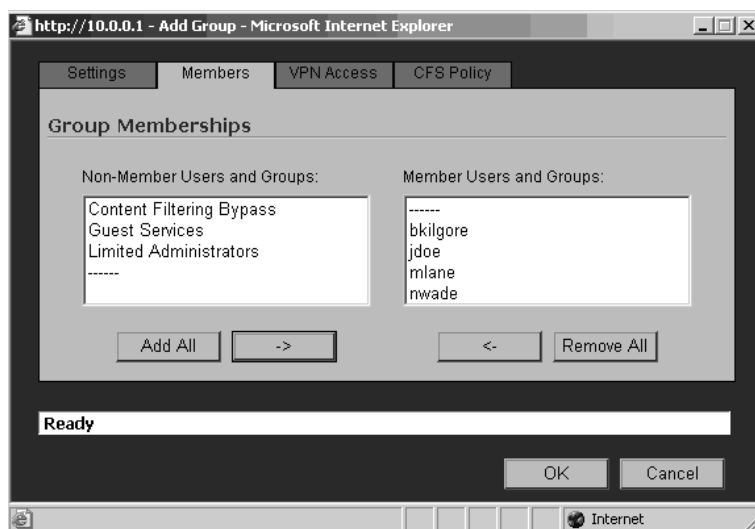 http://10.0.0.1 - Add Group - Microsoft Internet Explorer
Settings
Members
VPN Access
CFS Policy
Group Memberships
Non-Member Users and Groups:
Member Users and Groups:
Content Filtering Bypass
Guest Services
Limited Administrators
------
------
bkilgore
jdoe
mlane
nwade
Add All
->
<-
Remove All
Ready
OK
Cancel
Internet